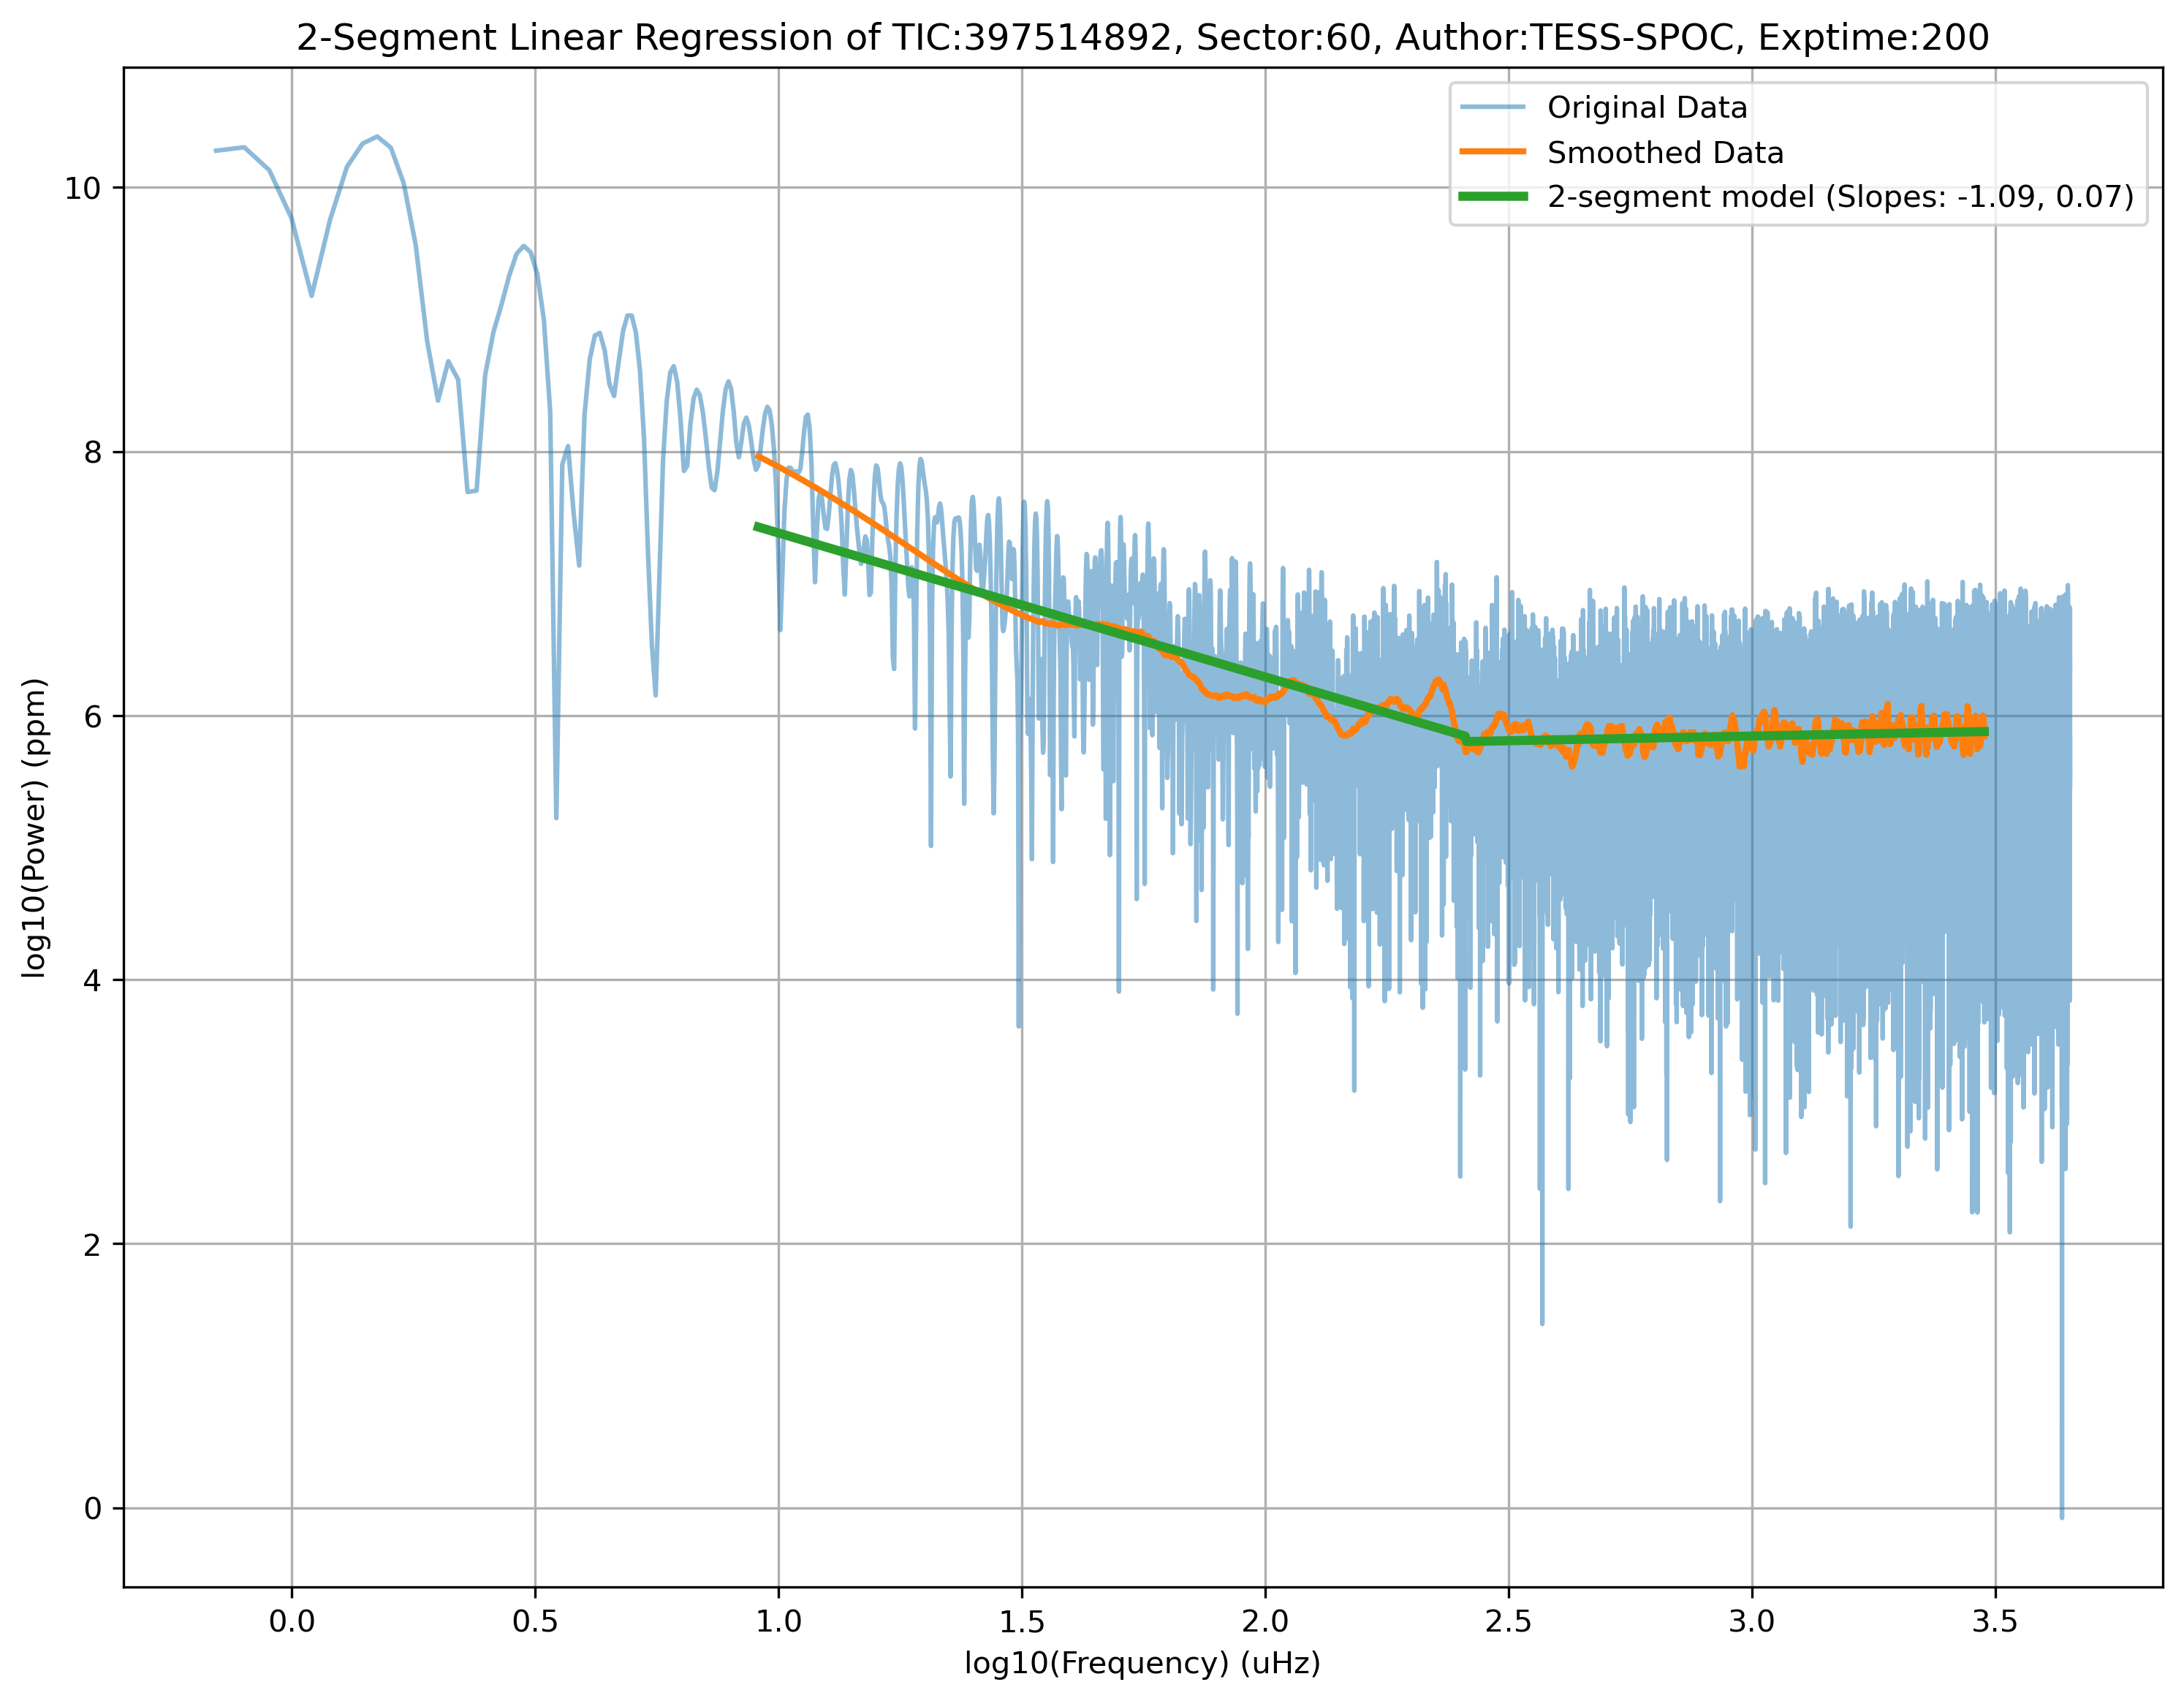 2-Segment Linear Regression of TIC:397514892, Sector:60, Author:TESS-SPOC, Exptime:200
Original Data
Smoothed Data
2-segment model (Slopes: -1.09, 0.07)
log10(Power) (ppm)
10
8
6
4
2
0
0.0 0.5 1.0 1.5 2.0 2.5 3.0 3.5
log10(Frequency) (uHz)